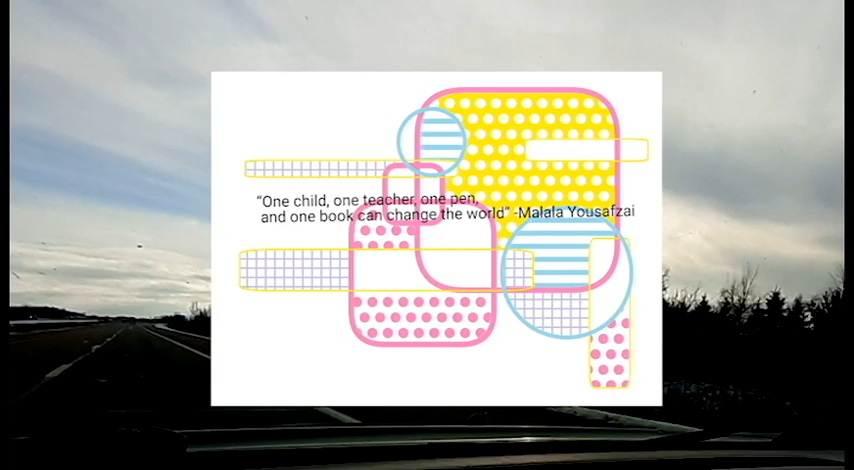 “One child, one teacher, one pen,
and one book can change the world” -Malala Yousafzai